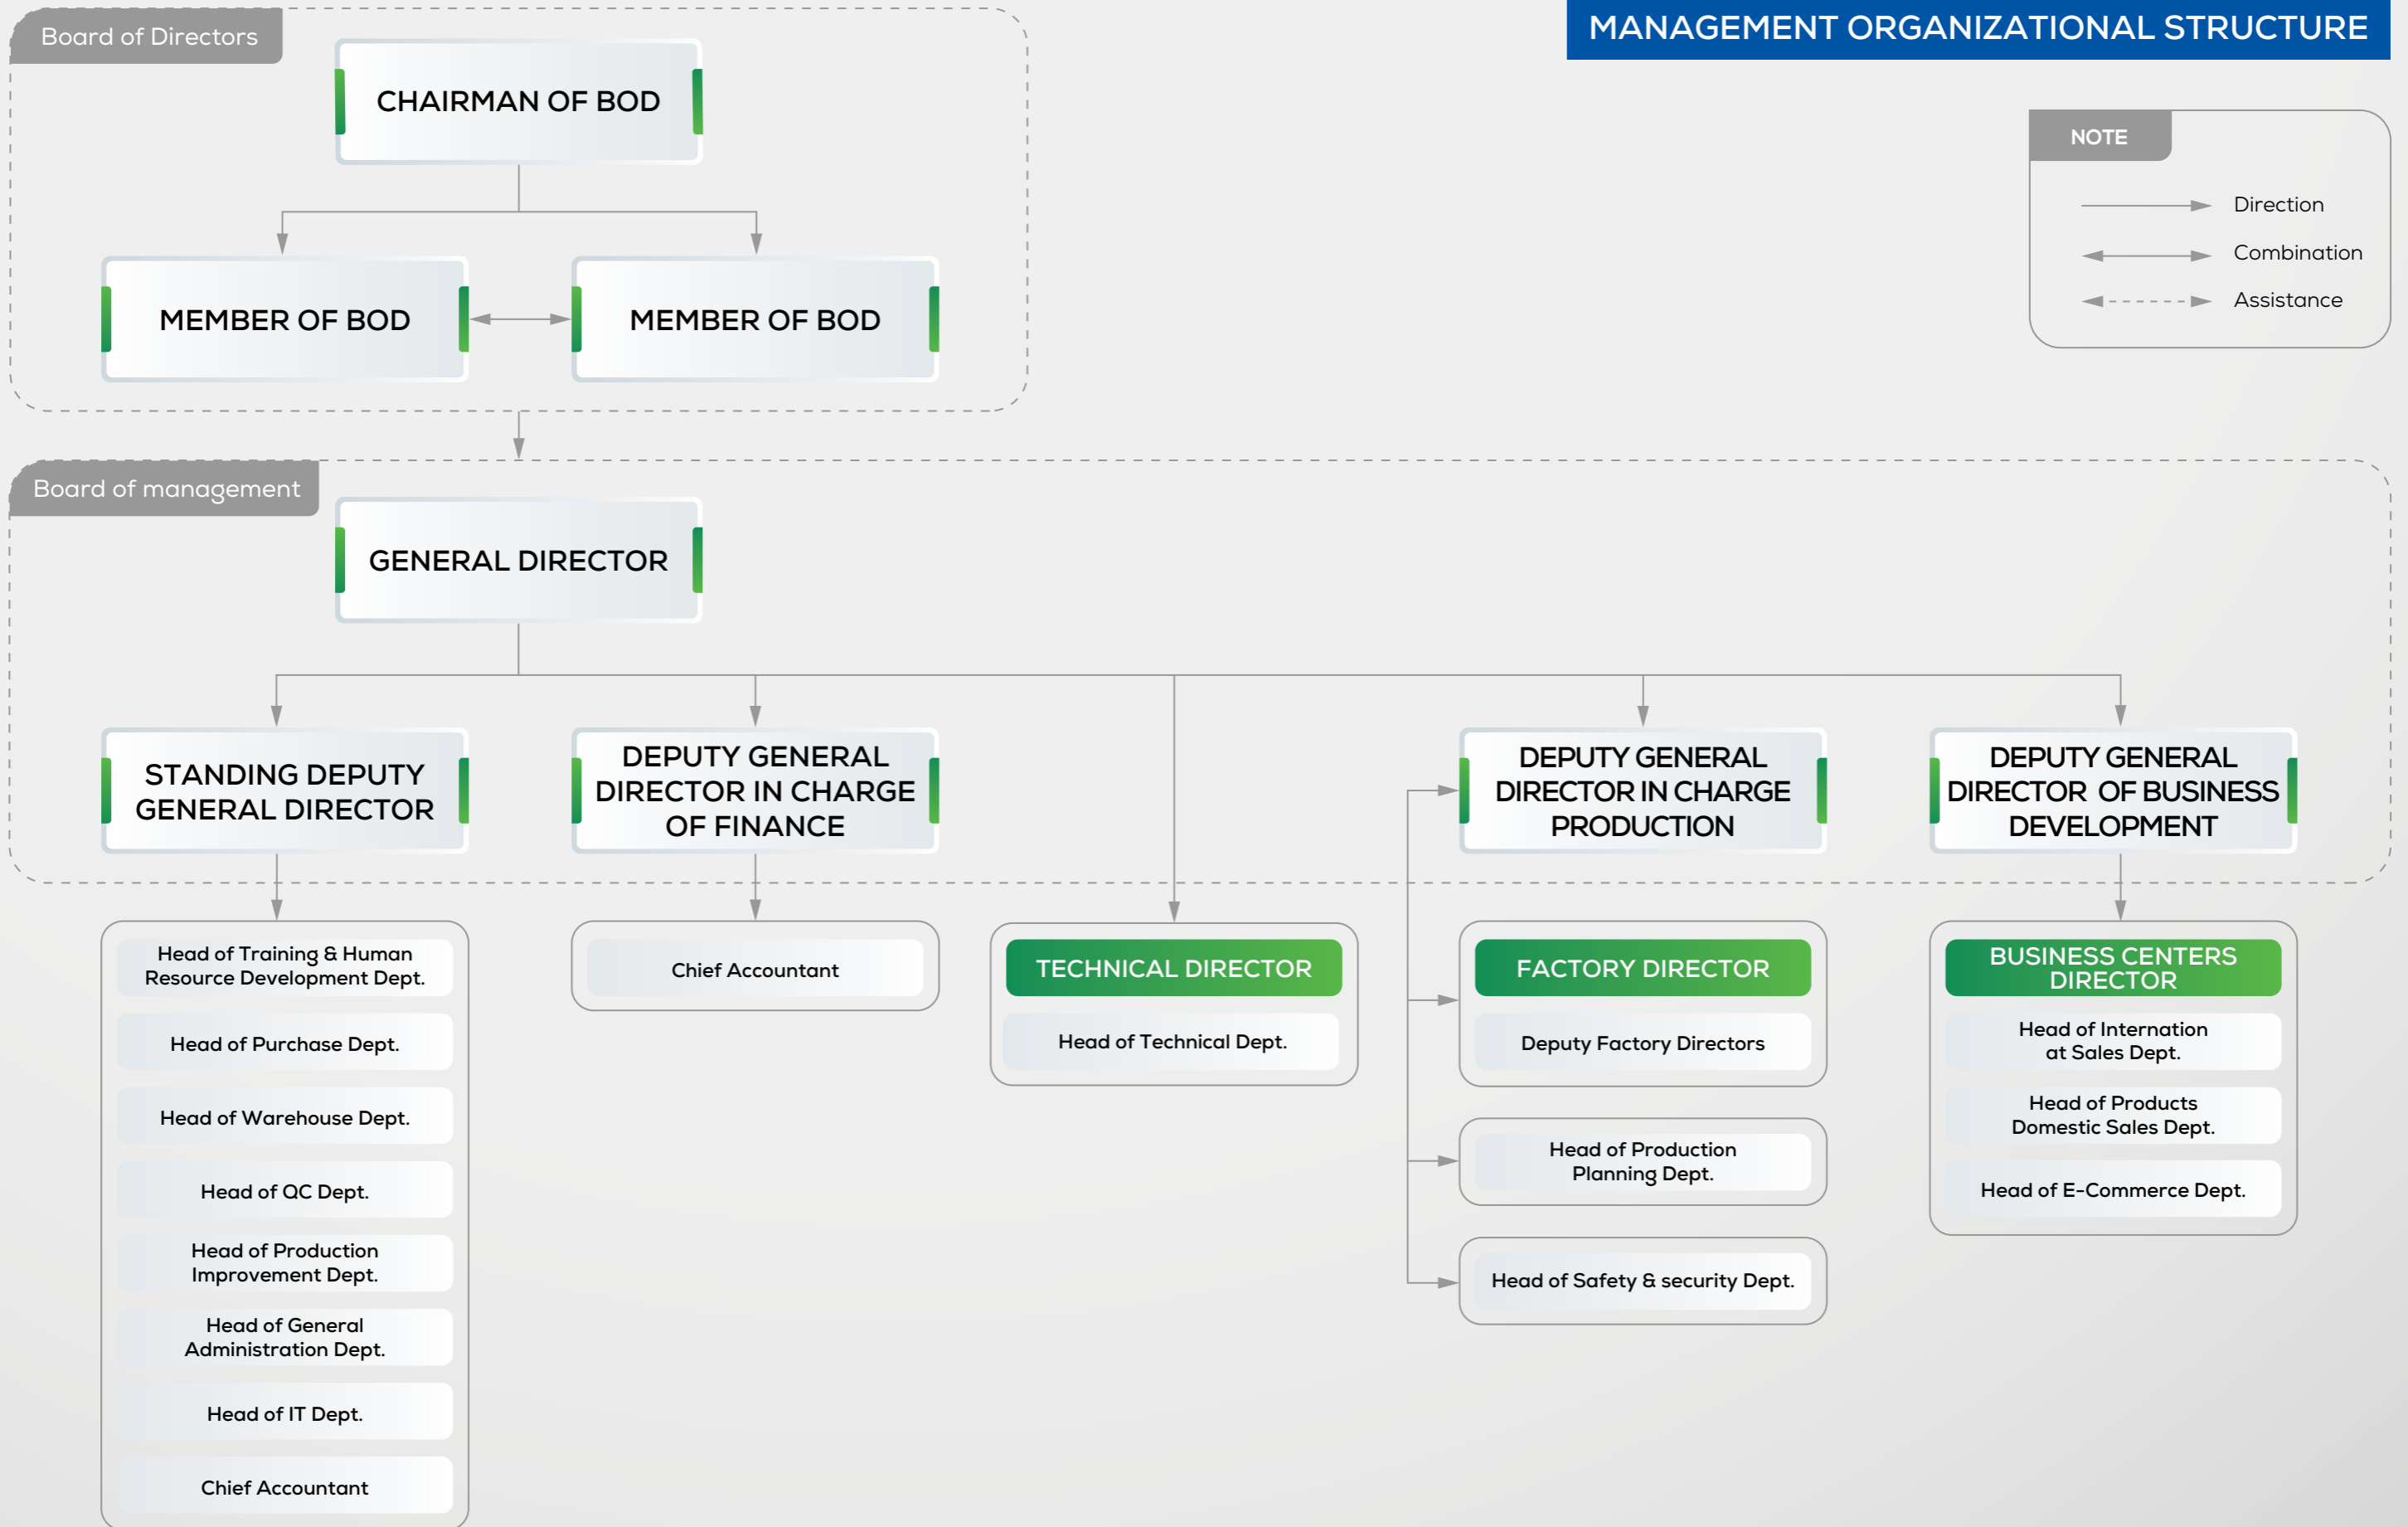 MANAGEMENT ORGANIZATIONAL STRUCTURE
Board of Directors
CHAIRMAN OF BOD
MEMBER OF BOD
MEMBER OF BOD
NOTE
Direction
Combination
Assistance
Board of management
GENERAL DIRECTOR
STANDING DEPUTY
GENERAL DIRECTOR
DEPUTY GENERAL
DIRECTOR IN CHARGE
OF FINANCE
DEPUTY GENERAL
DIRECTOR IN CHARGE
PRODUCTION
DEPUTY GENERAL
DIRECTOR OF BUSINESS
DEVELOPMENT
Head of Training & Human
Resource Development Dept.
Head of Purchase Dept.
Head of Warehouse Dept.
Head of QC Dept.
Head of Production
Improvement Dept.
Head of General
Administration Dept.
Head of IT Dept.
Chief Accountant
Chief Accountant
TECHNICAL DIRECTOR
Head of Technical Dept.
FACTORY DIRECTOR
Deputy Factory Directors
Head of Production
Planning Dept.
Head of Safety & security Dept.
BUSINESS CENTERS
DIRECTOR
Head of Internation
at Sales Dept.
Head of Products
Domestic Sales Dept.
Head of E-Commerce Dept.